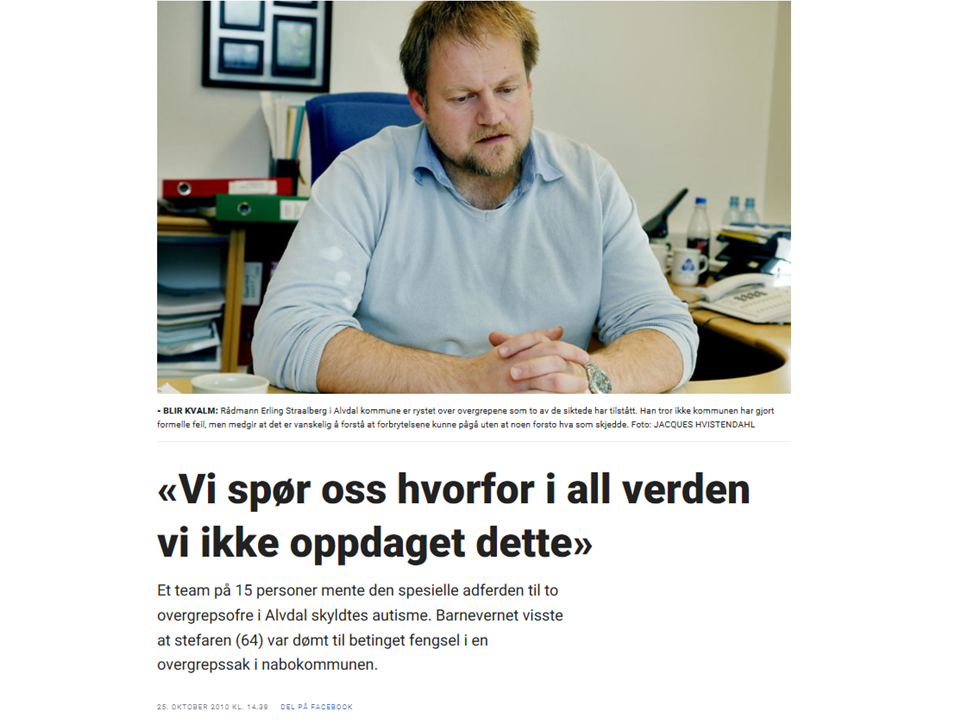 - BLIR KVALM: Rådmann Erling Straalberg i Alvdal kommune er rystet over overgrepene som to av de siktede har tilstått. Han tror ikke kommunen har gjort
formelle feil, men medgir at det er vanskelig å forstå at forbrytelsene kunne pågå uten at noen forsto hva som skjedde. Foto: JACQUES HVISTENDAHL
«Vi spør oss hvorfor i all verden
vi ikke oppdaget dette»
Et team på 15 personer mente den spesielle adferden til to
overgrepsofre i Alvdal skyldtes autisme. Barnevernet visste
at stefaren (64) var dømt til betinget fengsel i en
overgrepssak i nabokommunen.
25. OKTOBER 2010 KL. 14.39 DEL PÅ FACEBOOK